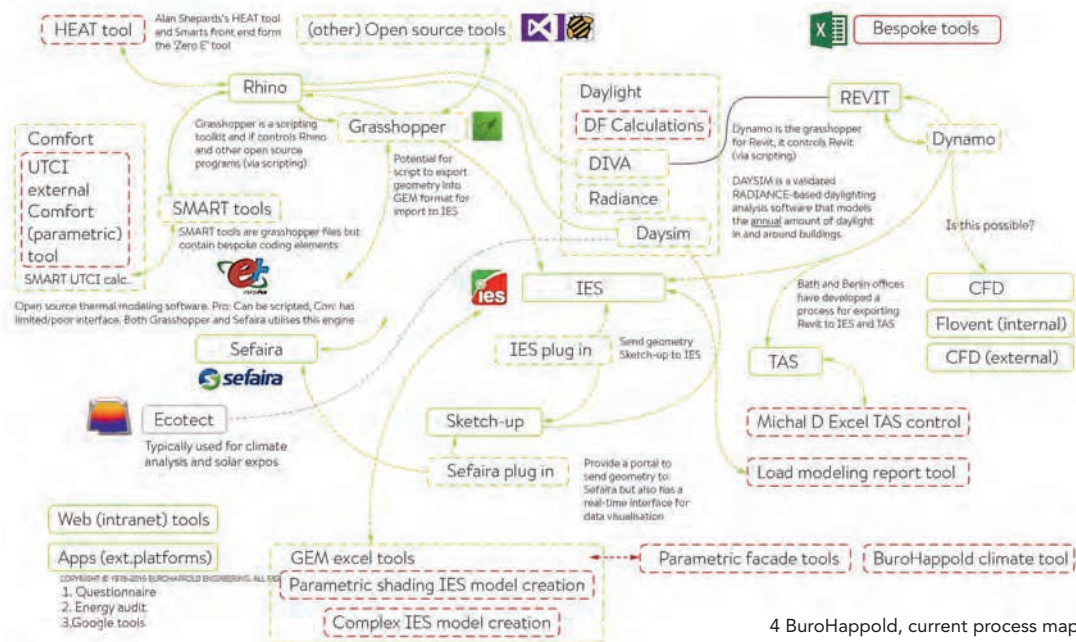 HEAT tool
Alan Shepards's HEAT tool
and Smarts front end form
the 'Zero E' tool
(other) Open source tools
Bespoke tools
Rhino
Grasshopper is a scripting
toolkit and if controls Rhino
and other open source
programs (via scripting)
Grasshopper
Potential for
script to export
geometry into
GEM format for
import to IES
Daylight
DF Calculations
DIVA
Radiance
Daysim
REVIT
Dynamo is the grasshopper
for Revit, it controls Revit
(via scripting)
DAYSIM is a validated
RADIANCE-based daylighting
analysis software that models
the annual amount of daylight
in and around buildings.
Dynamo
Is this possible?
Comfort
UTCI
external
Comfort
(parametric)
tool
SMART UTCI calc.
SMART tools
SMART tools are grasshopper files but
contain bespoke coding elements
et
Open source thermal modeling software. Pro: Can be scripted, Con: has
limited/poor interface. Both Grasshopper and Sefaira utilises this engine
ies
IES
IES plug in
Send geometry
Sketch-up to IES
Bath and Berlin offices
have developed a
process for exporting
Revit to IES and TAS
TAS
CFD
Flovent (internal)
CFD (external)
Sefaira
sefaira
Ecotect
Typically used for climate
analysis and solar expos
Sketch-up
Sefaira plug in
Provide a portal to
send geometry to
Sefaira but also has a
real-time interface for
data visualisation
Michal D Excel TAS control
Load modeling report tool
Web (intranet) tools
Apps (ext.platforms)
COPYRIGHT © 1976-2015 BUROHAPPOLD ENGINEERING. ALL
1. Questionnaire
2. Energy audit
3.Google tools
GEM excel tools
Parametric shading IES model creation
Complex IES model creation
Parametric facade tools
BuroHappold climate tool
4 BuroHappold, current process map